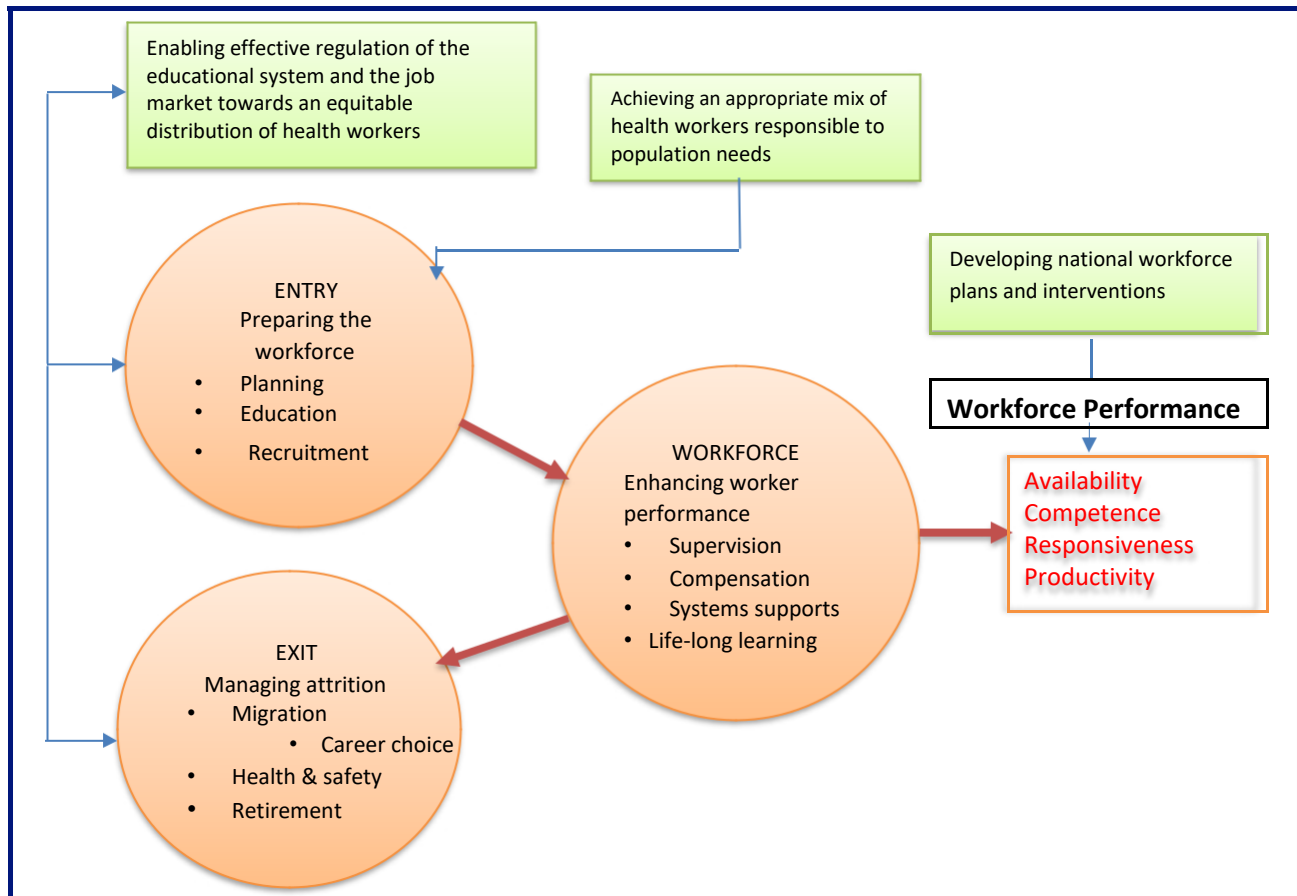 Enabling effective regulation of the
educational system and the job
market towards an equitable
distribution of health workers
Achieving an appropriate mix of
health workers responsible to
population needs
Developing national workforce
plans and interventions
ENTRY
Preparing the
workforce
• Planning
• Education
• Recruitment
Workforce Performance
WORKFORCE
Enhancing worker
performance
• Supervision
• Compensation
• Systems supports
• Life-long learning
Availability
Competence
Responsiveness
Productivity
EXIT
Managing attrition
• Migration
• Career choice
• Health & safety
• Retirement